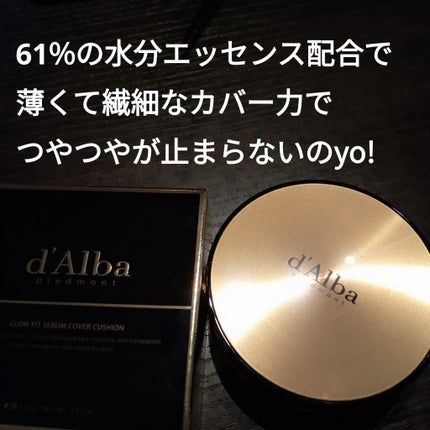 61%の水分エッセンス配合で
薄くて繊細なカバー力で
つやつやが止まらないのyo!
d'Alba
piedmont
GLOW FIT SERUM COVER CUSHION
d'Alba
piedmont